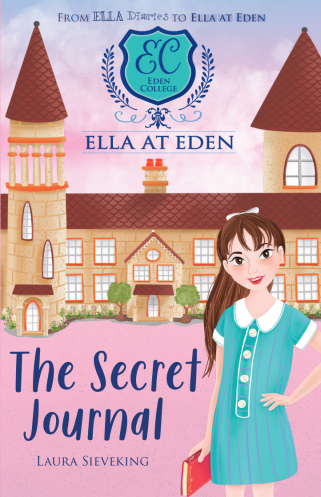 From ELLA Diaries to Ella at Eden
EC
Eden
College
Ella at Eden
The Secret
Journal
Laura Sieveking